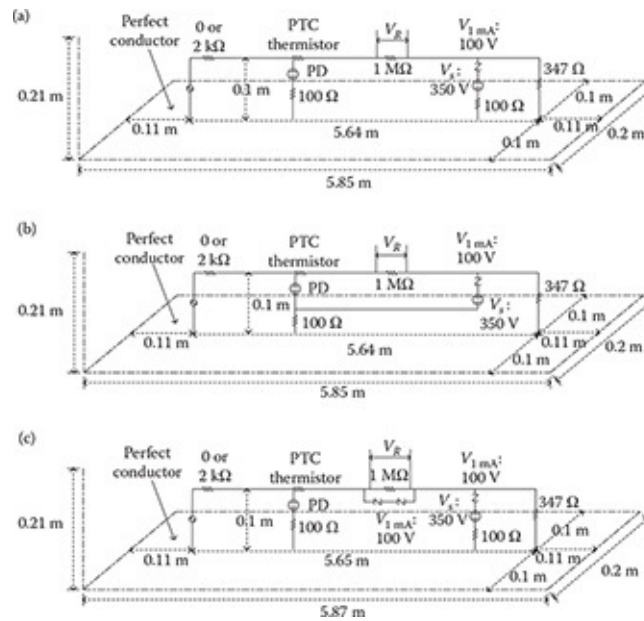 (a)
Perfect
conductor
0 or
2 kΩ
PTC
thermistor
V_R
V_1 mA:
100 V
PD
1 MΩ
V_s:
350 V
347 Ω
0.21 m
0.1 m
100 Ω
100 Ω
0.1 m
0.11 m
5.64 m
0.11 m
0.1 m
0.2 m
5.85 m
(b)
Perfect
conductor
0 or
2 kΩ
PTC
thermistor
V_R
V_1 mA:
100 V
PD
1 MΩ
347 Ω
0.21 m
0.1 m
100 Ω
V_s:
350 V
0.1 m
0.11 m
5.64 m
0.11 m
0.1 m
0.2 m
5.85 m
(c)
Perfect
conductor
0 or
2 kΩ
PTC
thermistor
V_R
1 MΩ
V_1 mA:
100 V
PD
V_s:
350 V
347 Ω
0.21 m
0.1 m
100 Ω
V_1 mA:
100 V
100 Ω
0.1 m
0.11 m
5.65 m
0.11 m
0.1 m
0.2 m
5.87 m